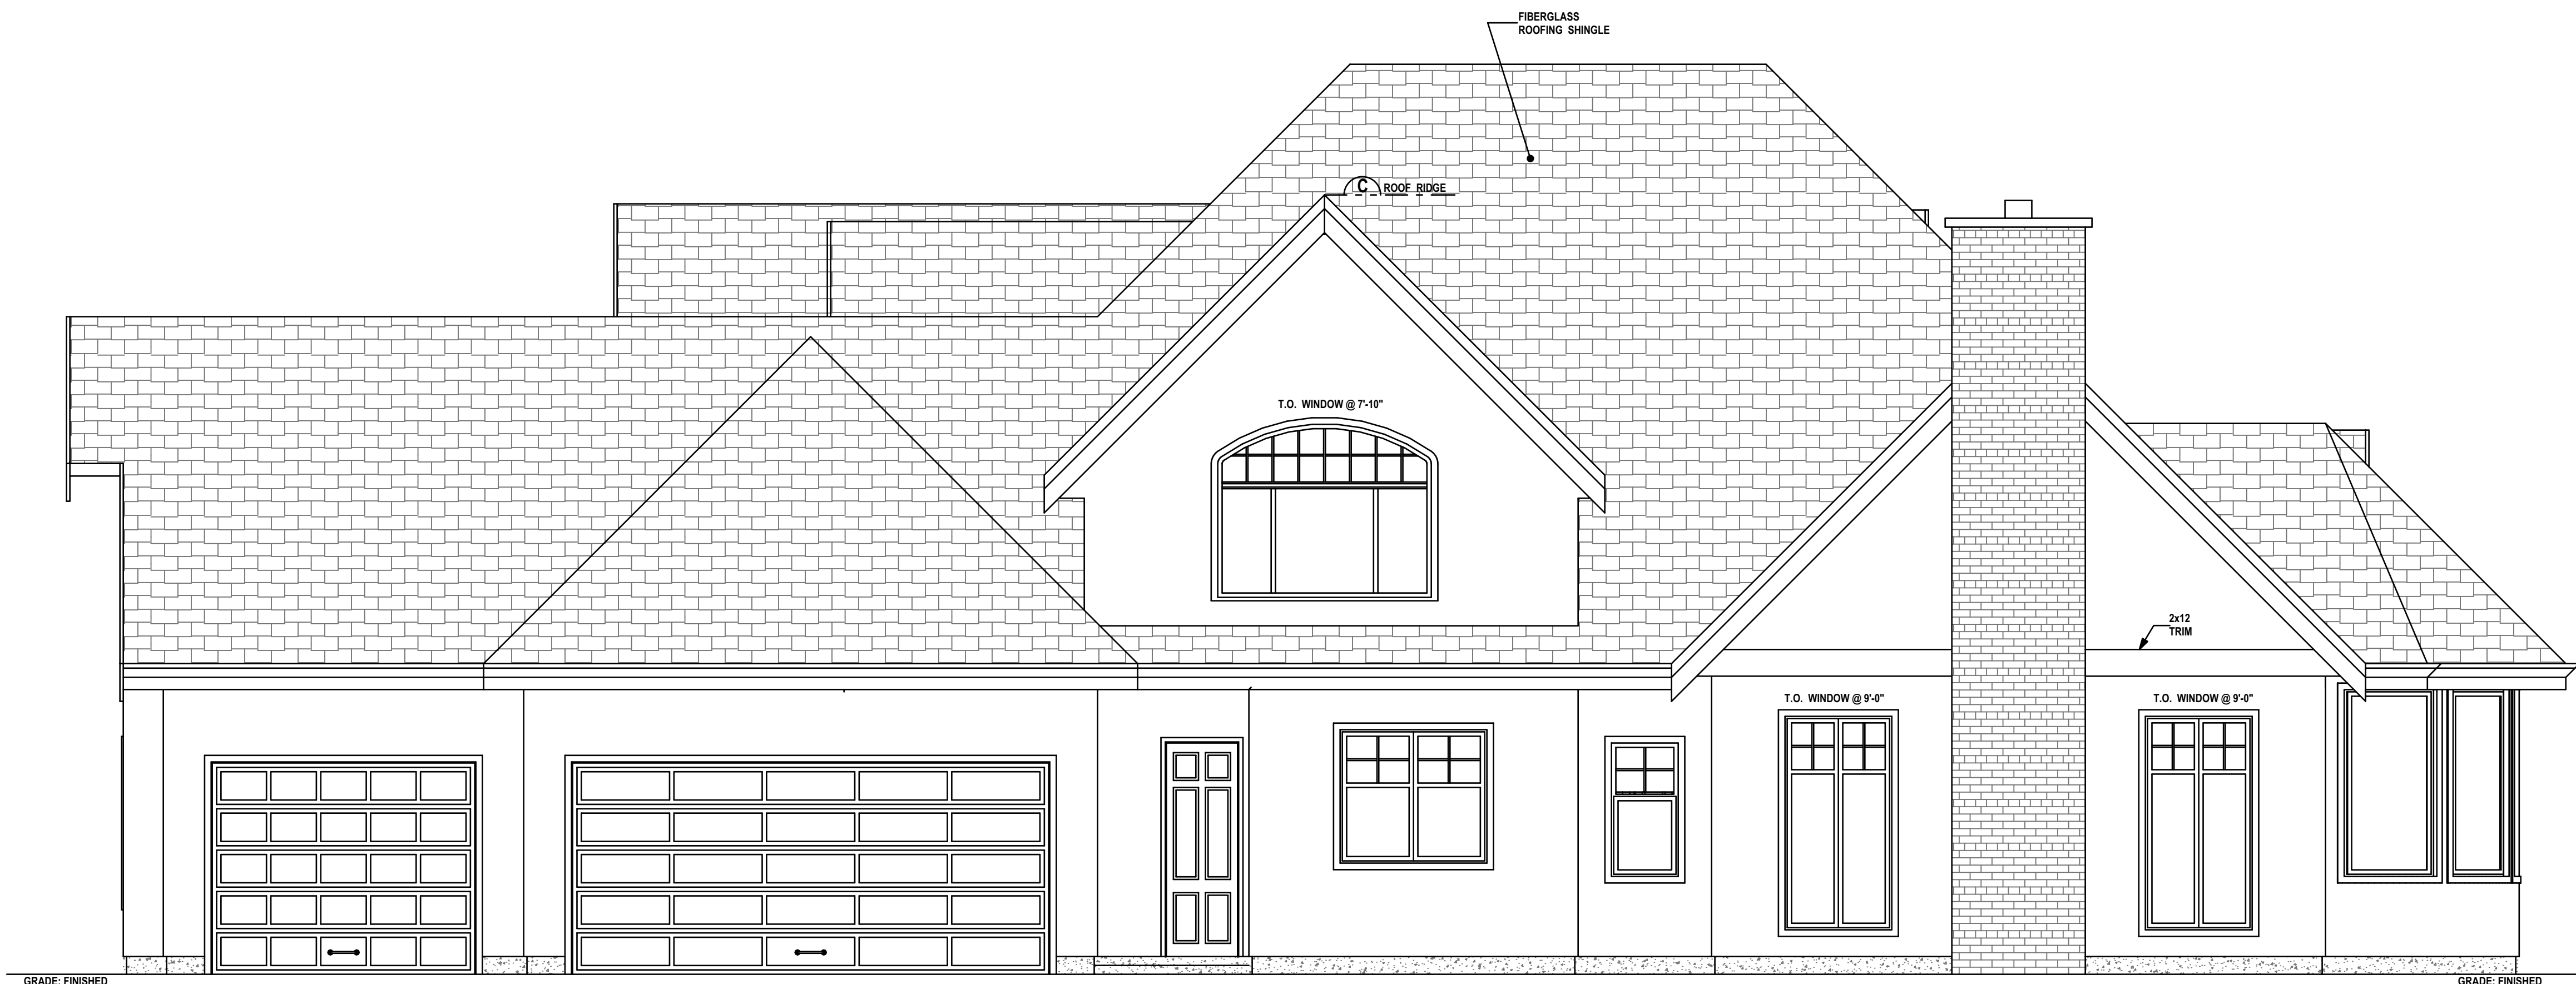 FIBERGLASS
ROOFING SHINGLE
C ROOF RIDGE
T.O. WINDOW @ 7'-10"
2x12
TRIM
T.O. WINDOW @ 9'-0"
T.O. WINDOW @ 9'-0"
GRADE: FINISHED
GRADE: FINISHED